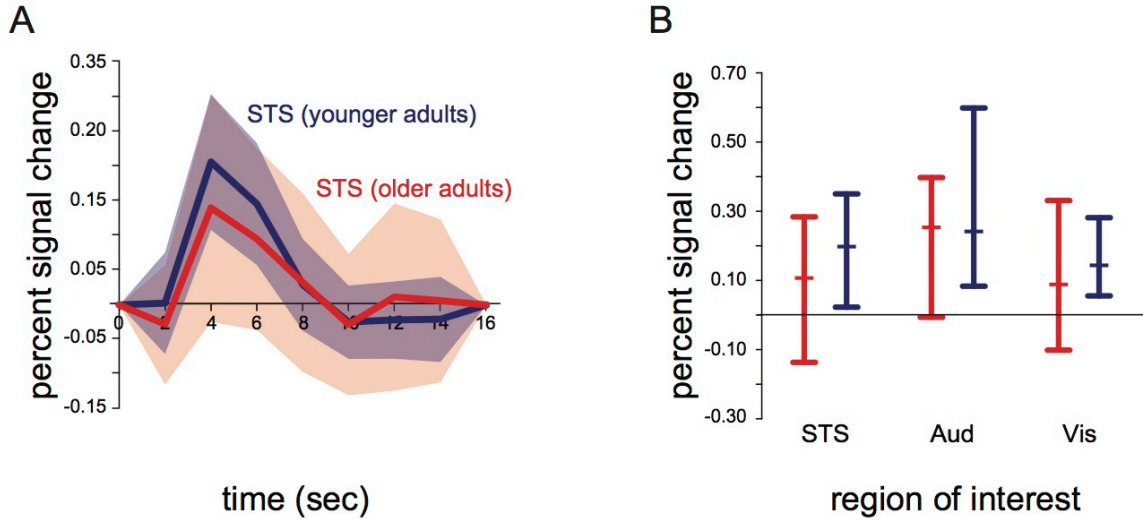 A
percent signal change
0.35
0.20
0.15
0.05
-0.05
-0.15
STS (younger adults)
STS (older adults)
0 2 4 6 8 10 12 14 16
time (sec)
B
percent signal change
0.70
0.50
0.30
0.10
-0.10
-0.30
STS Aud Vis
region of interest